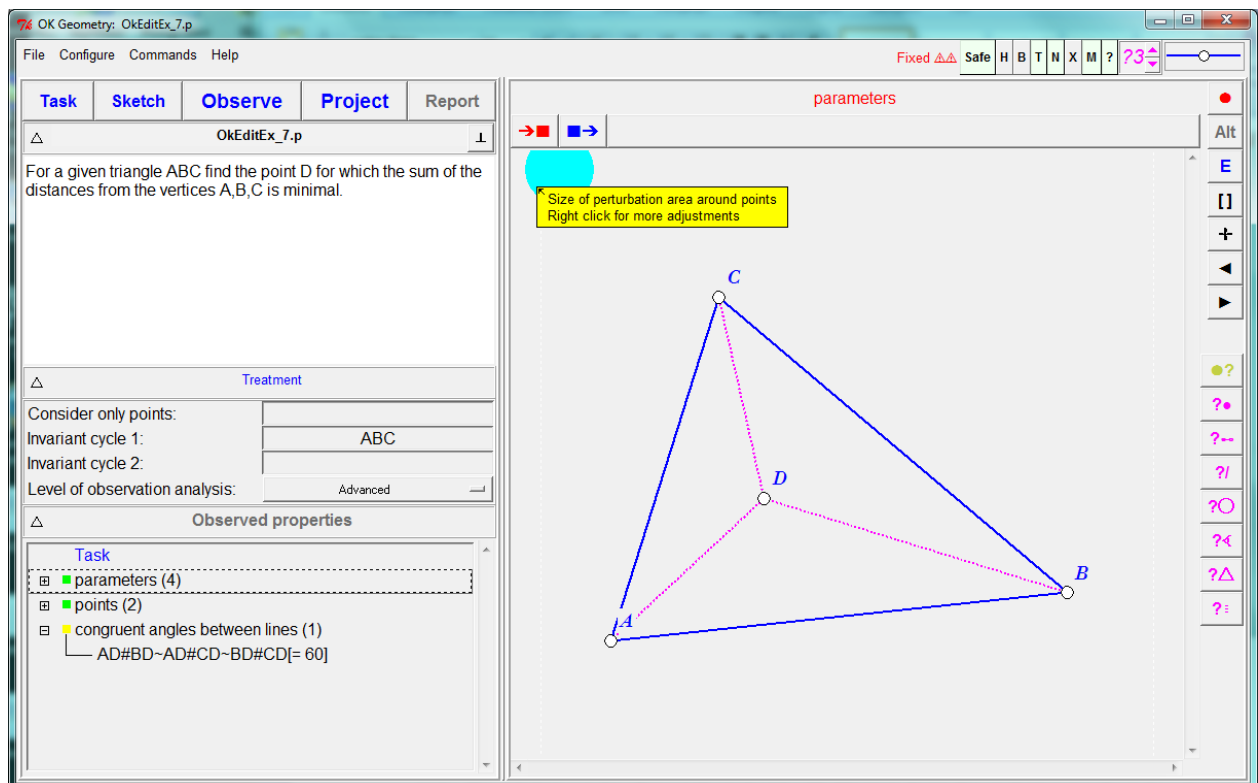 OK Geometry: OkEditEx_7.p
File Configure Commands Help
Fixed ⚠⚠ Safe H B T N X M ? ?3
Task Sketch Observe Project Report
parameters
Alt
△ OkEditEx_7.p
E
For a given triangle ABC find the point D for which the sum of the
distances from the vertices A,B,C is minimal.
Size of perturbation area around points
Right click for more adjustments
[ ]
C
△ Treatment
Consider only points:
Invariant cycle 1: ABC
Invariant cycle 2:
Level of observation analysis: Advanced
D
△ Observed properties
Task
parameters (4)
points (2)
congruent angles between lines (1)
AD#BD~AD#CD~BD#CD[= 60]
A
B
●?
?●
?/
?○
?∢
?△